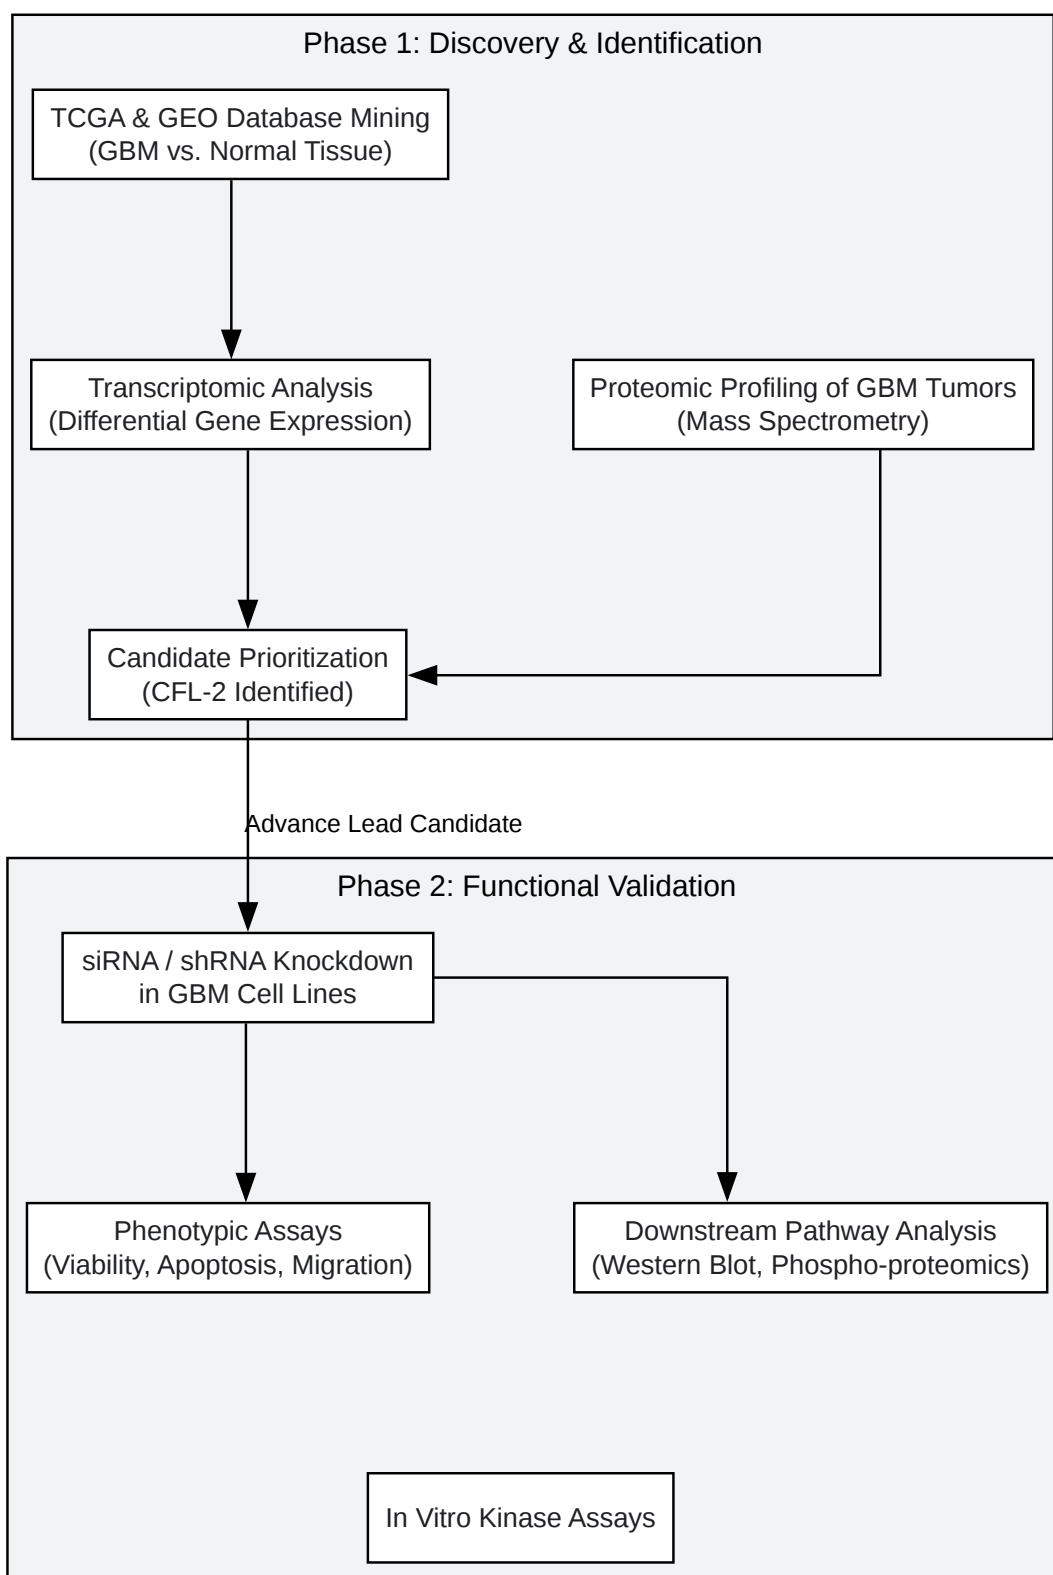 Phase 1: Discovery & Identification
TCGA & GEO Database Mining
(GBM vs. Normal Tissue)
Transcriptomic Analysis
(Differential Gene Expression)
Proteomic Profiling of GBM Tumors
(Mass Spectrometry)
Candidate Prioritization
(CFL-2 Identified)
Advance Lead Candidate
Phase 2: Functional Validation
siRNA / shRNA Knockdown
in GBM Cell Lines
Phenotypic Assays
(Viability, Apoptosis, Migration)
Downstream Pathway Analysis
(Western Blot, Phospho-proteomics)
In Vitro Kinase Assays